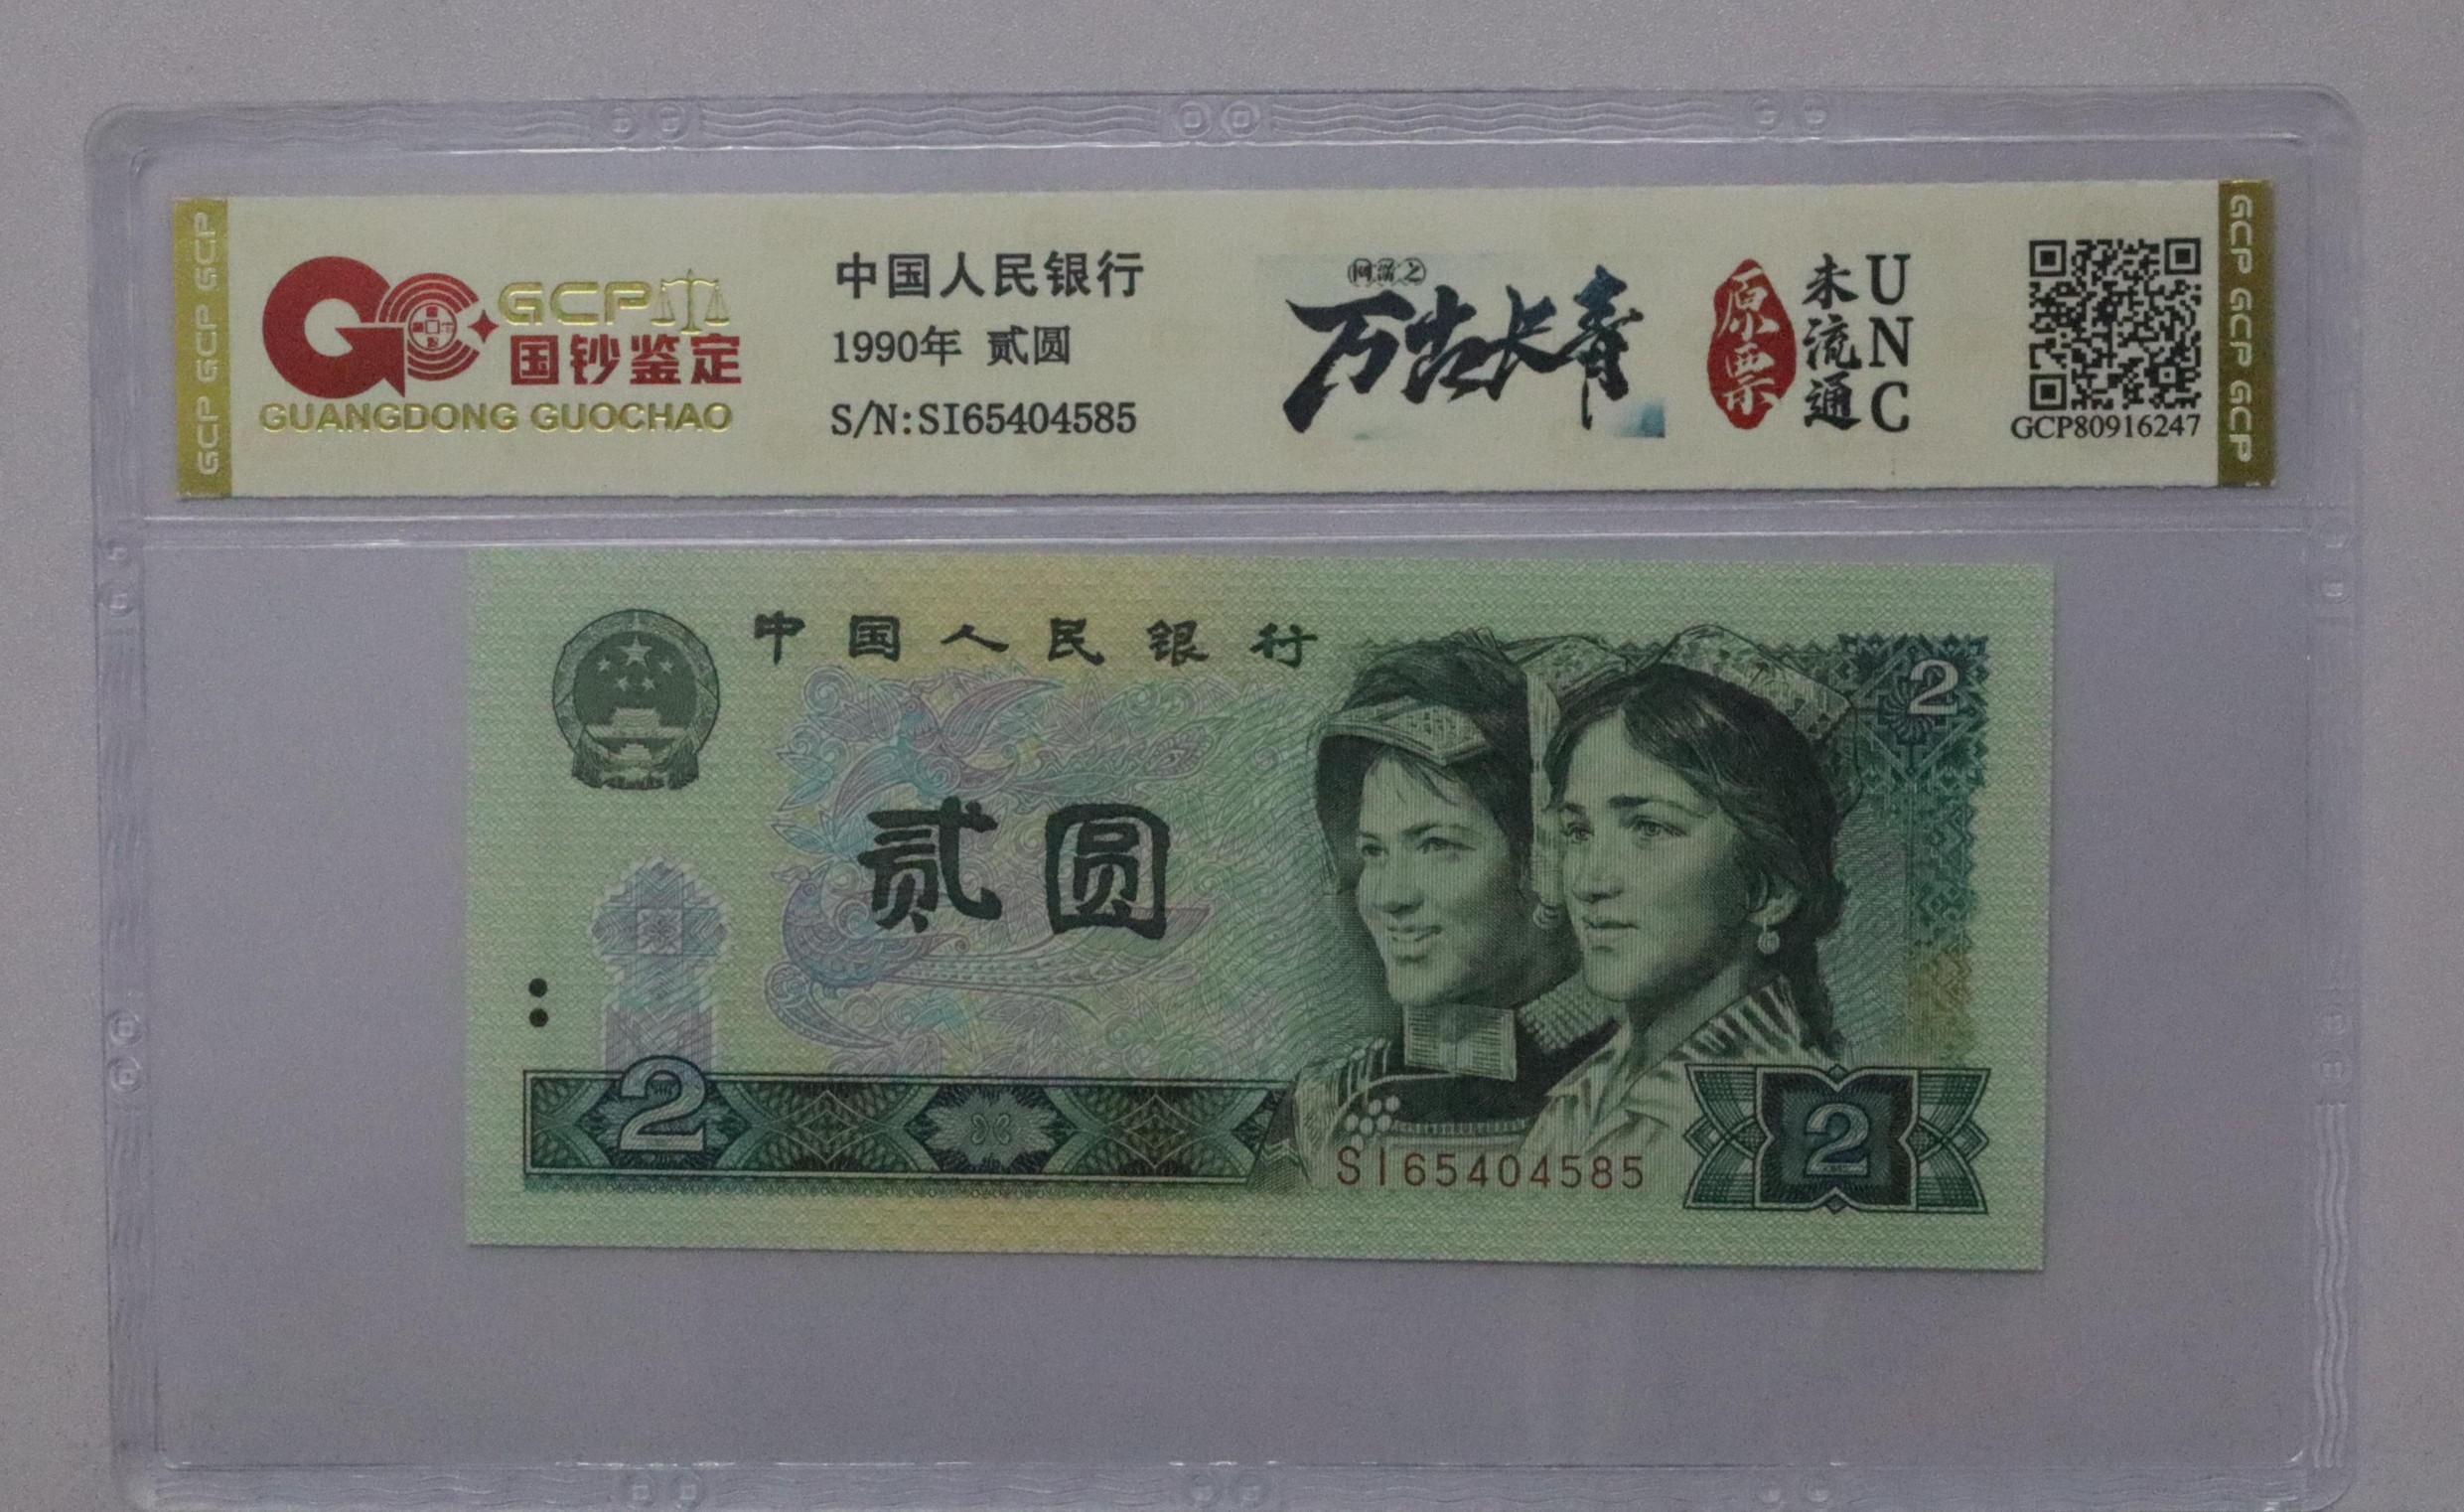 GCP GCP GCP GCP
GCP
国钞鉴定
GUANGDONG GUOCHAO
中国人民银行
1990年 贰圆
S/N:SI65404585
万古长青
原票
未流通
UNC
GCP80916247
GCP GCP GCP GCP
中国人民银行
2
贰圆
2
SI65404585
2